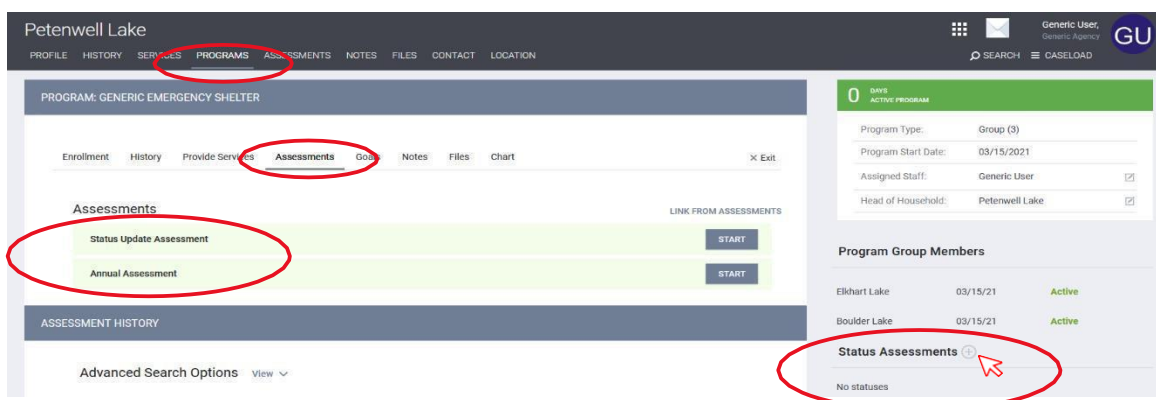 Petenwell Lake
Generic User,
Generic Agency
GU
PROFILE HISTORY SERVICES PROGRAMS ASSESSMENTS NOTES FILES CONTACT LOCATION
SEARCH CASELOAD
PROGRAM: GENERIC EMERGENCY SHELTER
Enrollment History Provide Services Assessments Goals Notes Files Chart × Exit
Assessments
LINK FROM ASSESSMENTS
Status Update Assessment START
Annual Assessment START
ASSESSMENT HISTORY
Advanced Search Options View
0 DAYS
ACTIVE PROGRAM
Program Type: Group (3)
Program Start Date: 03/15/2021
Assigned Staff: Generic User
Head of Household: Petenwell Lake
Program Group Members
Elkhart Lake 03/15/21 Active
Boulder Lake 03/15/21 Active
Status Assessments
No statuses